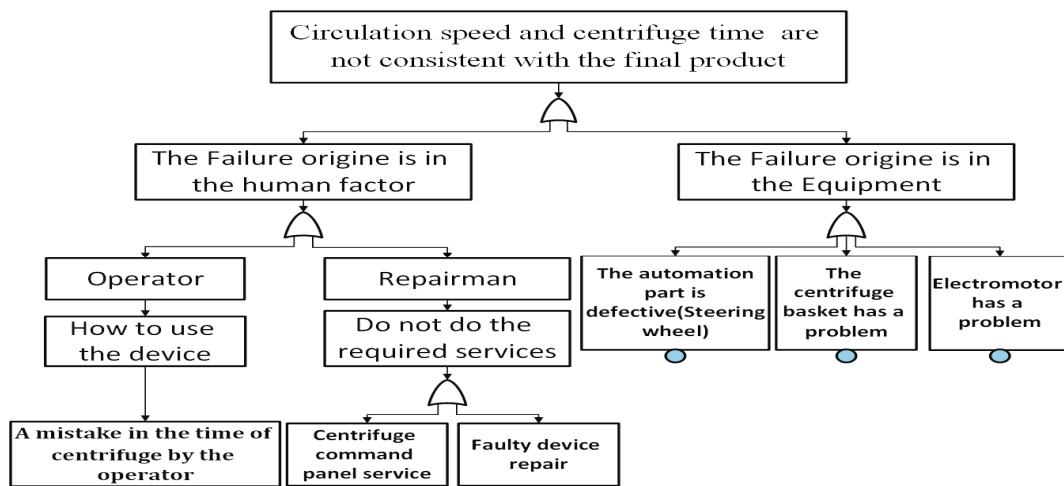 Circulation speed and centrifuge time are
not consistent with the final product
The Failure origine is in
the human factor
The Failure origine is in
the Equipment
Operator
Repairman
The automation
part is
defective(Steering
wheel)
The
centrifuge
basket has a
problem
Electromotor
has a
problem
How to use
the device
Do not do the
required services
A mistake in the time of
centrifuge by the
operator
Centrifuge
command
panel service
Faulty device
repair